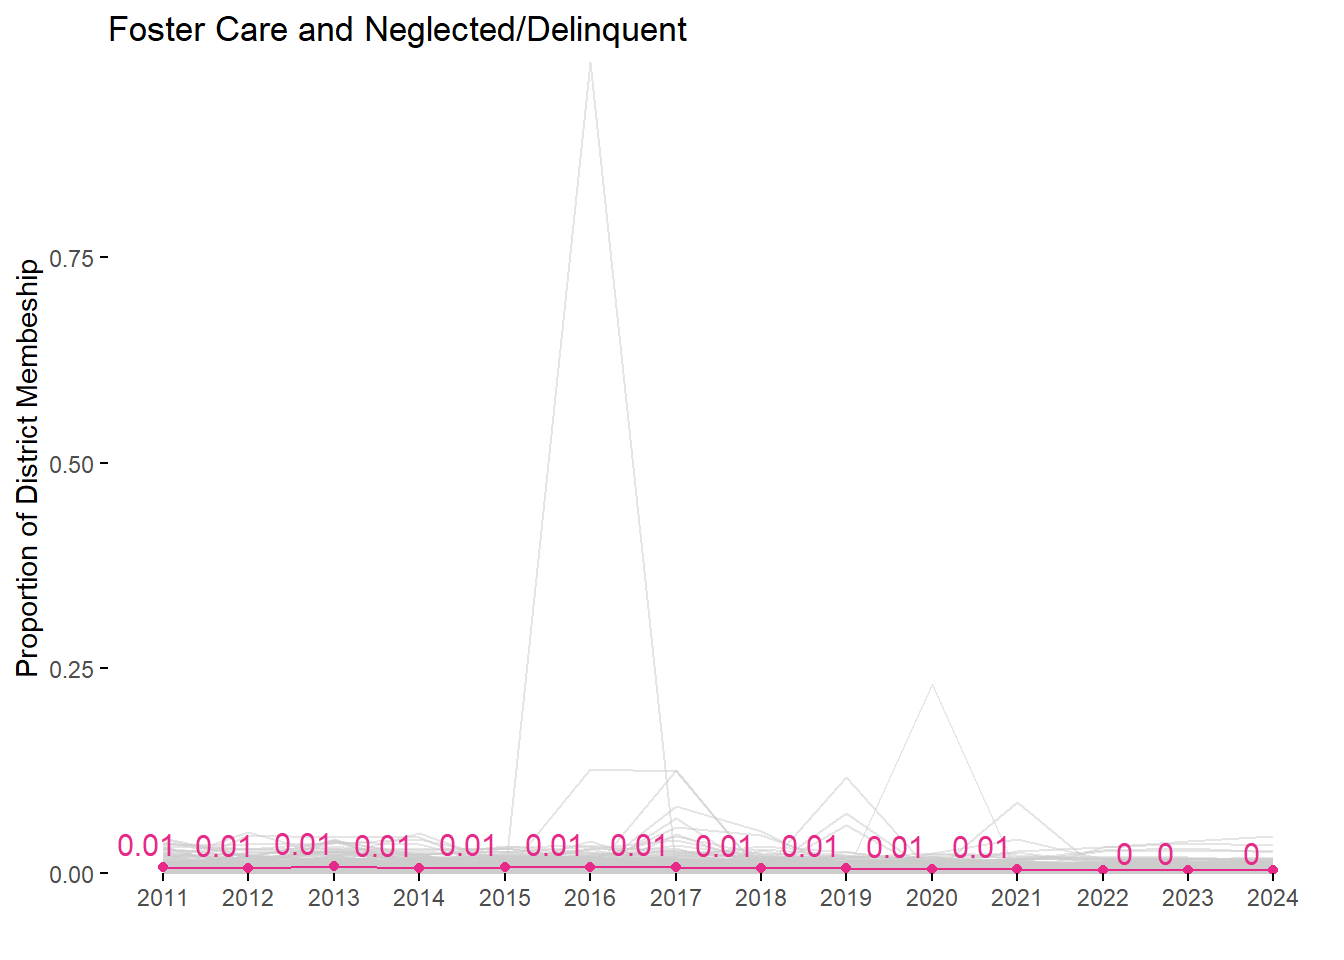 Foster Care and Neglected/Delinquent
Proportion of District Membeship
0.75
0.50
0.25
0.00
0.01 0.01 0.01 0.01 0.01 0.01 0.01 0.01 0.01 0.01 0.01 0 0 0
2011 2012 2013 2014 2015 2016 2017 2018 2019 2020 2021 2022 2023 2024